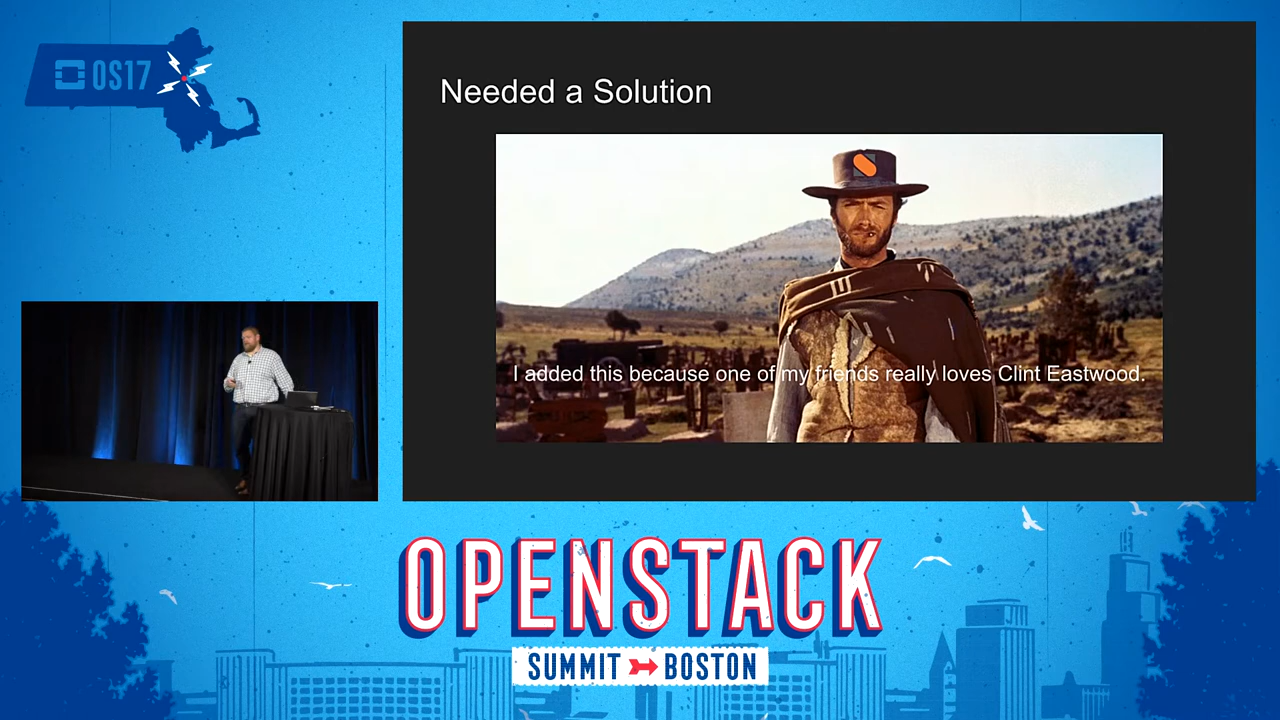 OS17
Needed a Solution
I added this because one of my friends really loves Clint Eastwood.
OPENSTACK
SUMMIT BOSTON